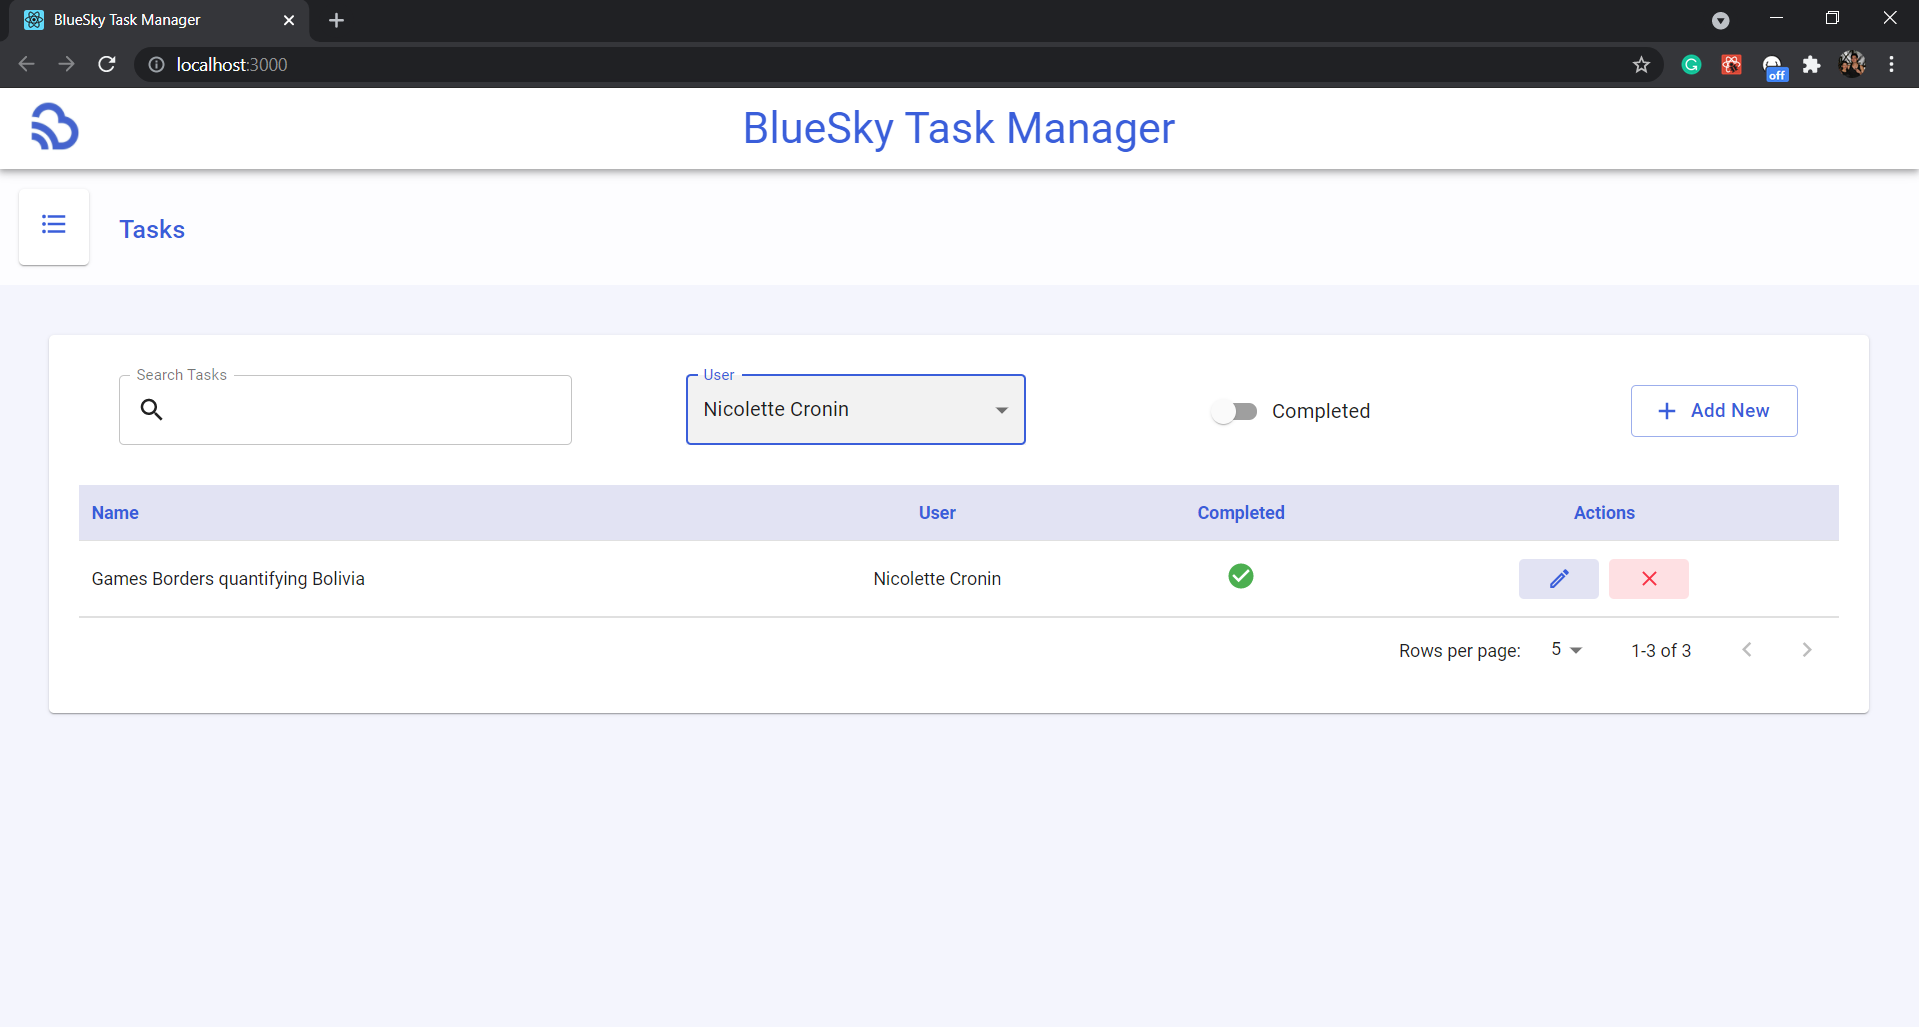 BlueSky Task Manager
localhost:3000
off
BlueSky Task Manager
Tasks
Search Tasks
User
Nicolette Cronin
Completed
Add New
Name User Completed Actions
Games Borders quantifying Bolivia Nicolette Cronin
Rows per page: 5 1-3 of 3